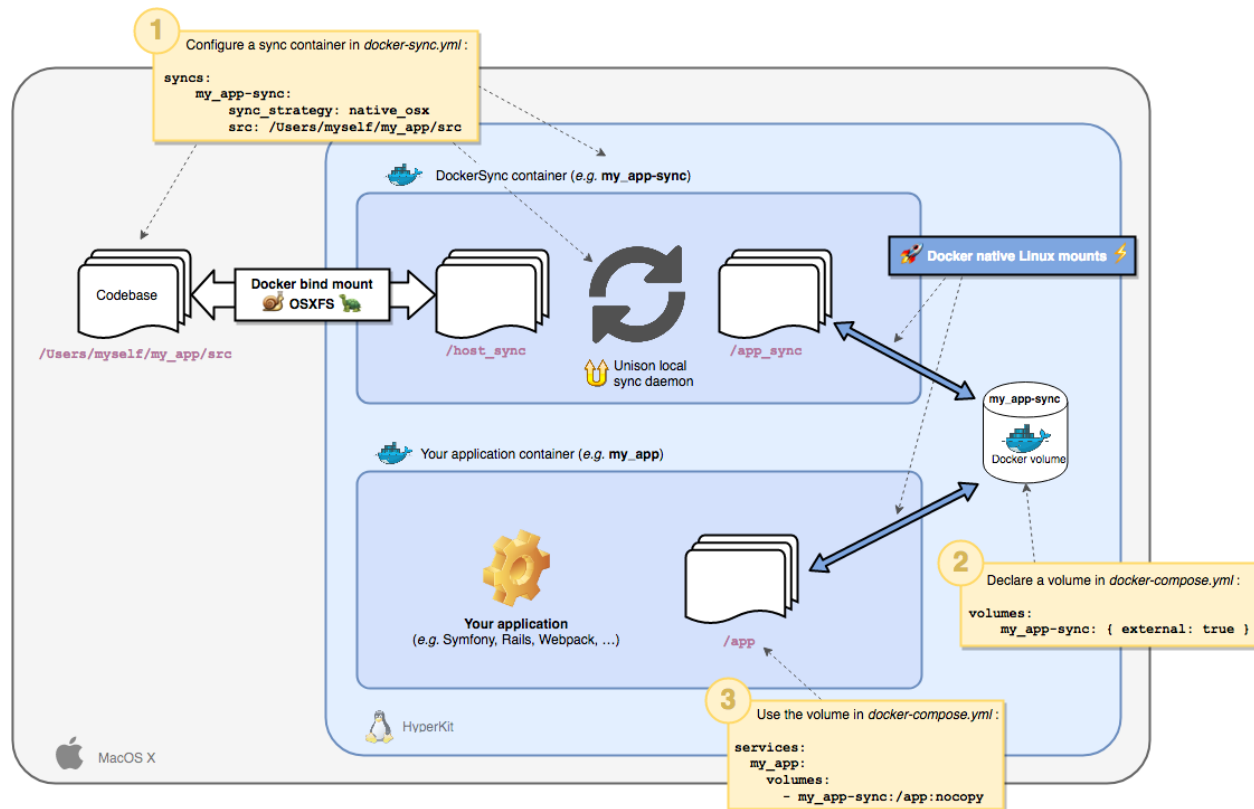 1
Configure a sync container in docker-sync.yml :
syncs:
my_app-sync:
sync_strategy: native_osx
src: /Users/myself/my_app/src
DockerSync container (e.g. my_app-sync)
🚀 Docker native Linux mounts ⚡
Codebase
Docker bind mount
🐌 OSXFS 🐢
/Users/myself/my_app/src
/host_sync
/app_sync
Unison local
sync daemon
my_app-sync
Docker volume
Your application container (e.g. my_app)
2
Declare a volume in docker-compose.yml :
volumes:
my_app-sync: { external: true }
Your application
(e.g. Symfony, Rails, Webpack, …)
/app
3
Use the volume in docker-compose.yml :
services:
my_app:
volumes:
- my_app-sync:/app:nocopy
HyperKit
MacOS X